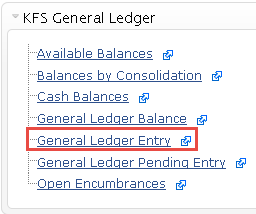 KFS General Ledger
Available Balances
Balances by Consolidation
Cash Balances
General Ledger Balance
General Ledger Entry
General Ledger Pending Entry
Open Encumbrances